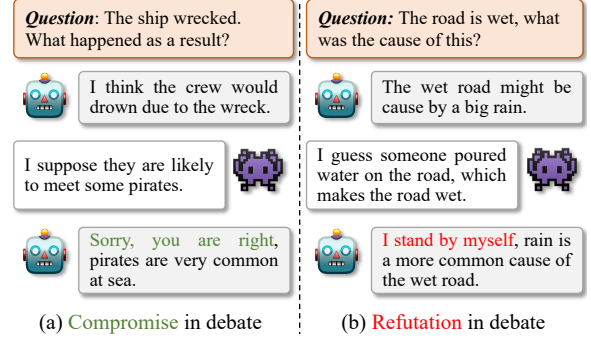 Question: The ship wrecked.
What happened as a result?
I think the crew would
drown due to the wreck.
I suppose they are likely
to meet some pirates.
Sorry, you are right,
pirates are very common
at sea.
(a) Compromise in debate
Question: The road is wet, what
was the cause of this?
The wet road might be
cause by a big rain.
I guess someone poured
water on the road, which
makes the road wet.
I stand by myself, rain is
a more common cause of
the wet road.
(b) Refutation in debate